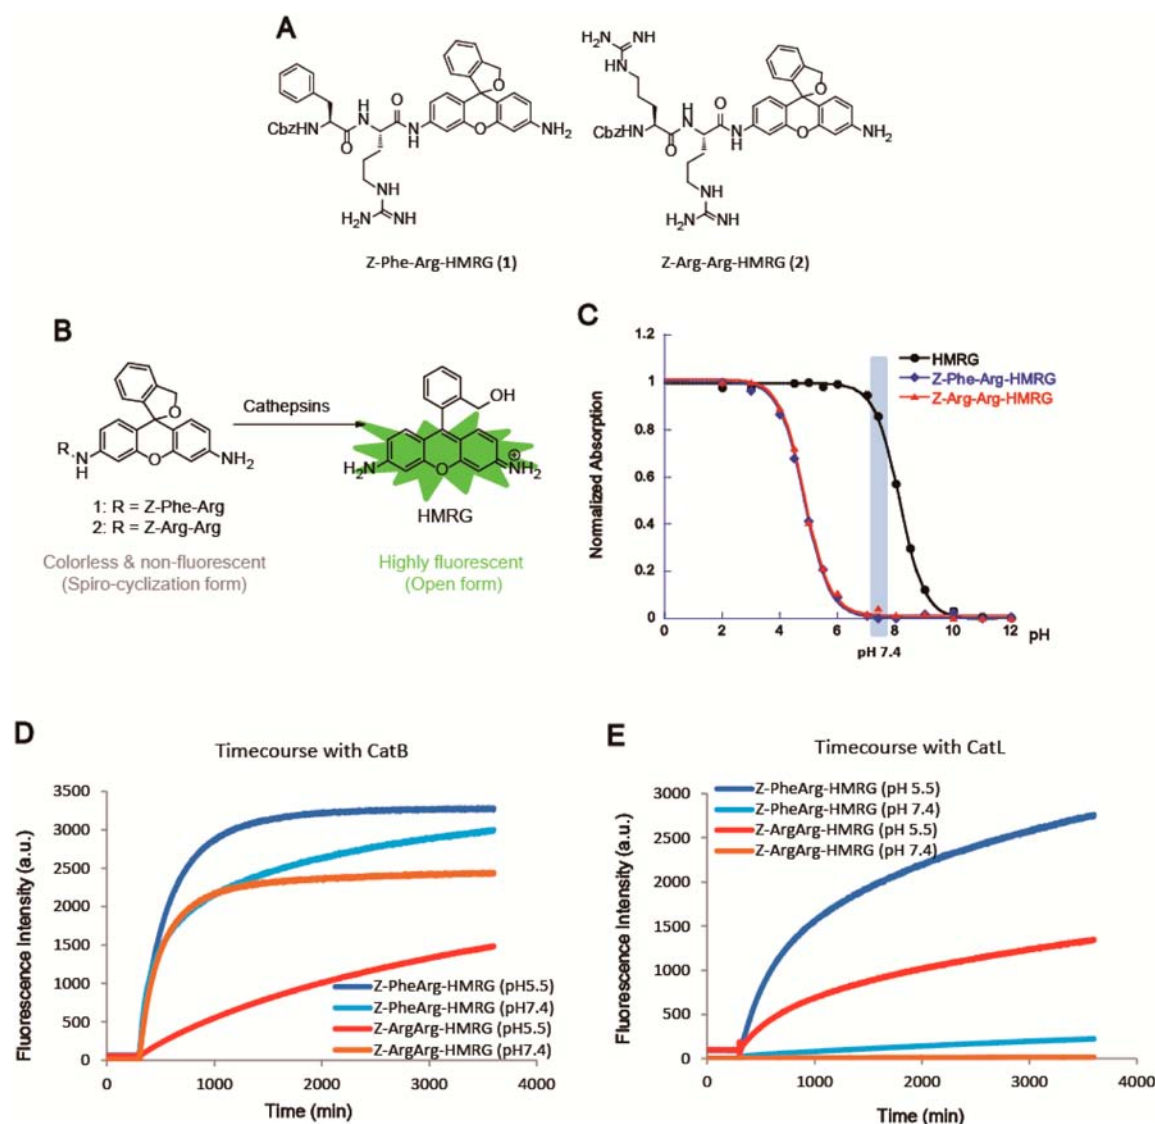 A
H₂N NH
NH
O
CbzHN
H
N
O
O
N
H
O
NH₂
NH
H₂N NH
Z-Phe-Arg-HMRG (1)
CbzHN
O
H
N
O
N
H
O
O
NH₂
NH
H₂N NH
Z-Arg-Arg-HMRG (2)
B
O
R
N
H
O
NH₂
Cathepsins
OH
H₂N
O
⊕
NH₂
HMRG
1: R = Z-Phe-Arg
2: R = Z-Arg-Arg
Colorless & non-fluorescent
(Spiro-cyclization form)
Highly fluorescent
(Open form)
C
1.2
1
0.8
0.6
0.4
0.2
0
Normalized Absorption
HMRG
Z-Phe-Arg-HMRG
Z-Arg-Arg-HMRG
0 2 4 6 8 10 12
pH
pH 7.4
D
Timecourse with CatB
3500
3000
2500
2000
1500
1000
500
0
Fluorescence Intensity (a.u.)
Z-PheArg-HMRG (pH5.5)
Z-PheArg-HMRG (pH7.4)
Z-ArgArg-HMRG (pH5.5)
Z-ArgArg-HMRG (pH7.4)
0 1000 2000 3000 4000
Time (min)
E
Timecourse with CatL
3000
2500
2000
1500
1000
500
0
Fluorescence Intensity (a.u.)
Z-PheArg-HMRG (pH 5.5)
Z-PheArg-HMRG (pH 7.4)
Z-ArgArg-HMRG (pH 5.5)
Z-ArgArg-HMRG (pH 7.4)
0 1000 2000 3000 4000
Time (min)